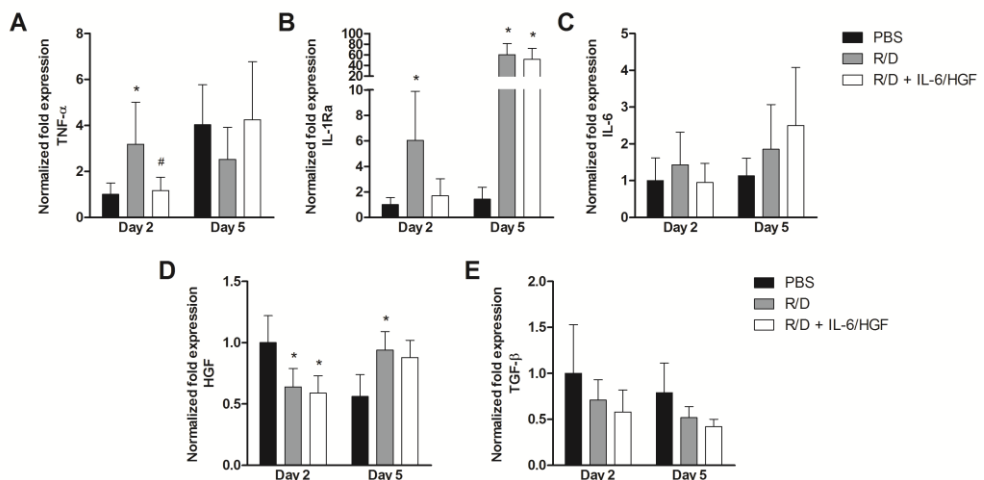 A
Normalized fold expression
TNF-α
8
6
4
2
0
*
#
Day 2
Day 5
B
Normalized fold expression
IL-1Ra
100
80
60
40
20
10
8
6
4
2
0
*
*
*
Day 2
Day 5
C
Normalized fold expression
IL-6
5
4
3
2
1
0
Day 2
Day 5
PBS
R/D
R/D + IL-6/HGF
D
Normalized fold expression
HGF
1.5
1.0
0.5
0.0
*
*
*
Day 2
Day 5
E
Normalized fold expression
TGF-β
2.0
1.5
1.0
0.5
0.0
Day 2
Day 5
PBS
R/D
R/D + IL-6/HGF